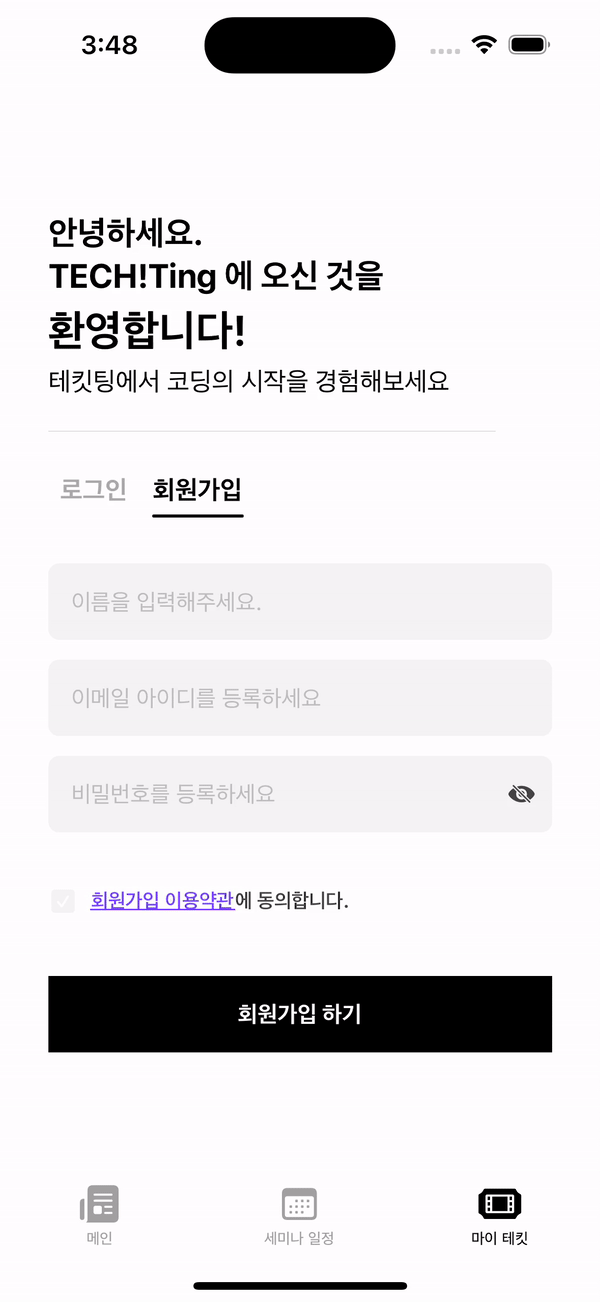 3:48
안녕하세요.
TECH!Ting 에 오신 것을
환영합니다!
테킷팅에서 코딩의 시작을 경험해보세요
로그인 회원가입
이름을 입력해주세요.
이메일 아이디를 등록하세요
비밀번호를 등록하세요
회원가입 이용약관에 동의합니다.
회원가입 하기
메인 세미나 일정 마이 테킷